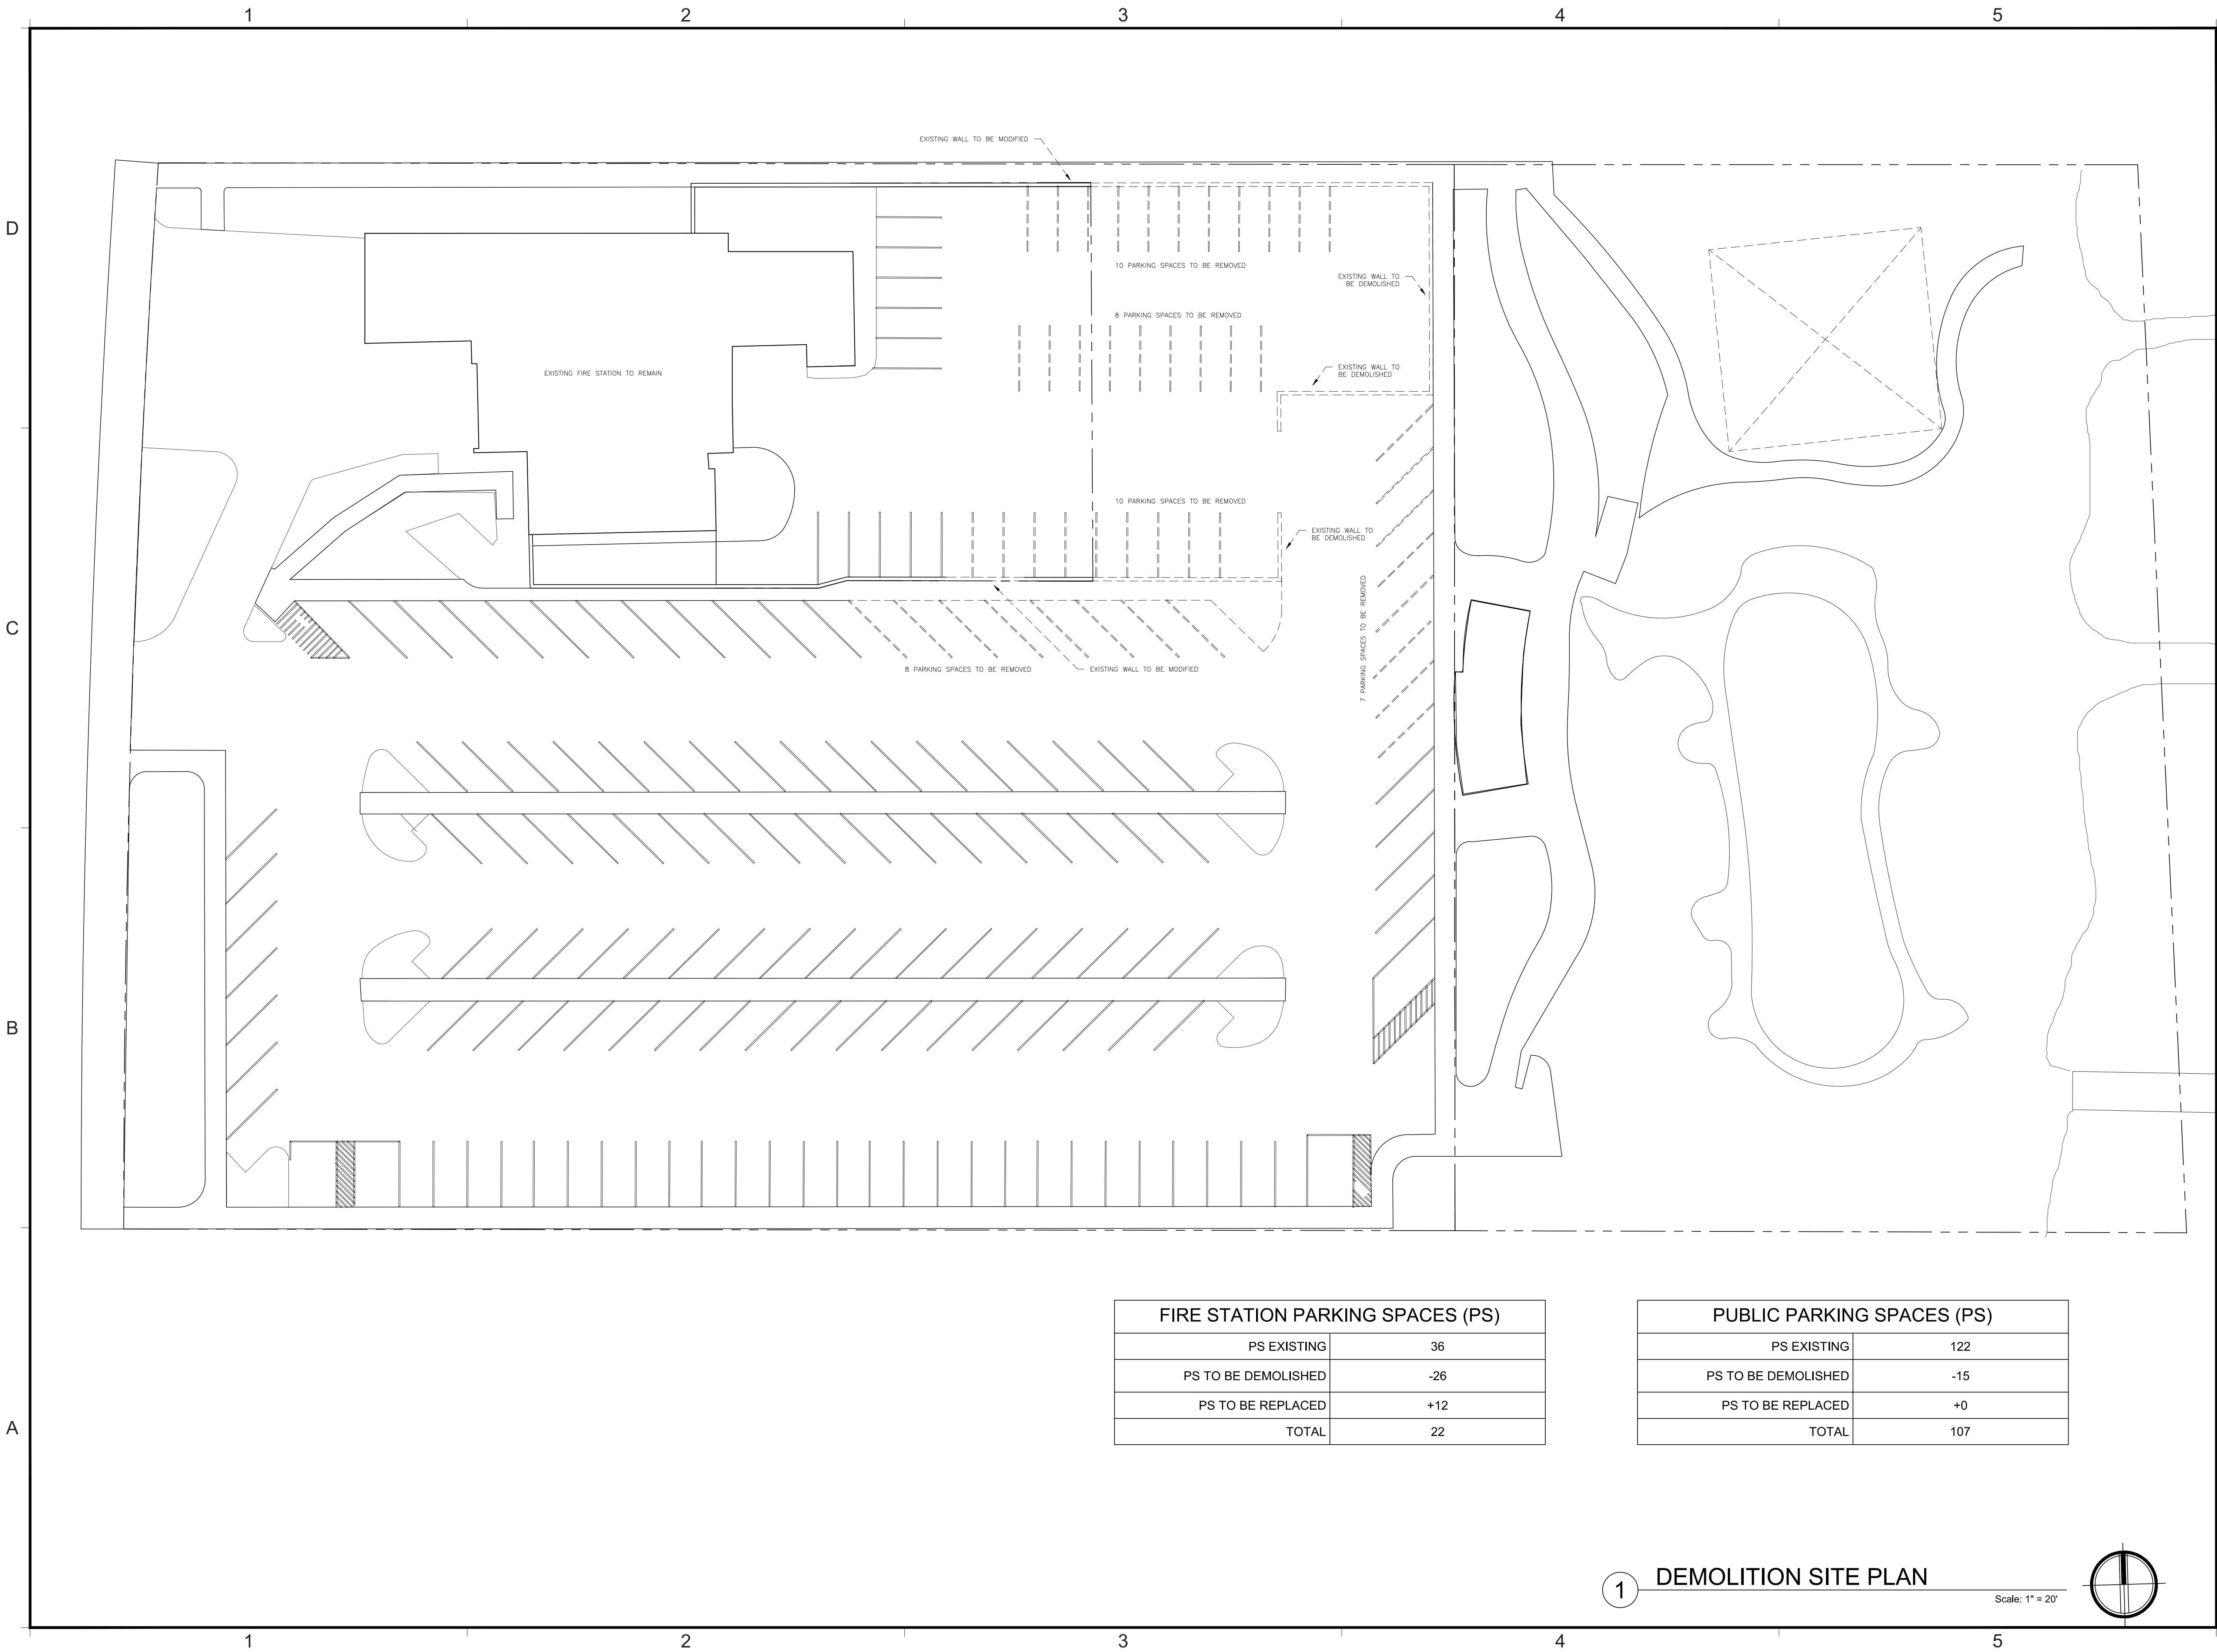 1 2 3 4 5
EXISTING WALL TO BE MODIFIED
D
10 PARKING SPACES TO BE REMOVED
EXISTING WALL TO
BE DEMOLISHED
8 PARKING SPACES TO BE REMOVED
EXISTING FIRE STATION TO REMAIN
EXISTING WALL TO
BE DEMOLISHED
10 PARKING SPACES TO BE REMOVED
EXISTING WALL TO
BE DEMOLISHED
C
7 PARKING SPACES TO BE REMOVED
8 PARKING SPACES TO BE REMOVED
EXISTING WALL TO BE MODIFIED
B
FIRE STATION PARKING SPACES (PS)
PS EXISTING 36
PS TO BE DEMOLISHED -26
PS TO BE REPLACED +12
TOTAL 22
PUBLIC PARKING SPACES (PS)
PS EXISTING 122
PS TO BE DEMOLISHED -15
PS TO BE REPLACED +0
TOTAL 107
A
1 DEMOLITION SITE PLAN
Scale: 1" = 20'
1 2 3 4 5